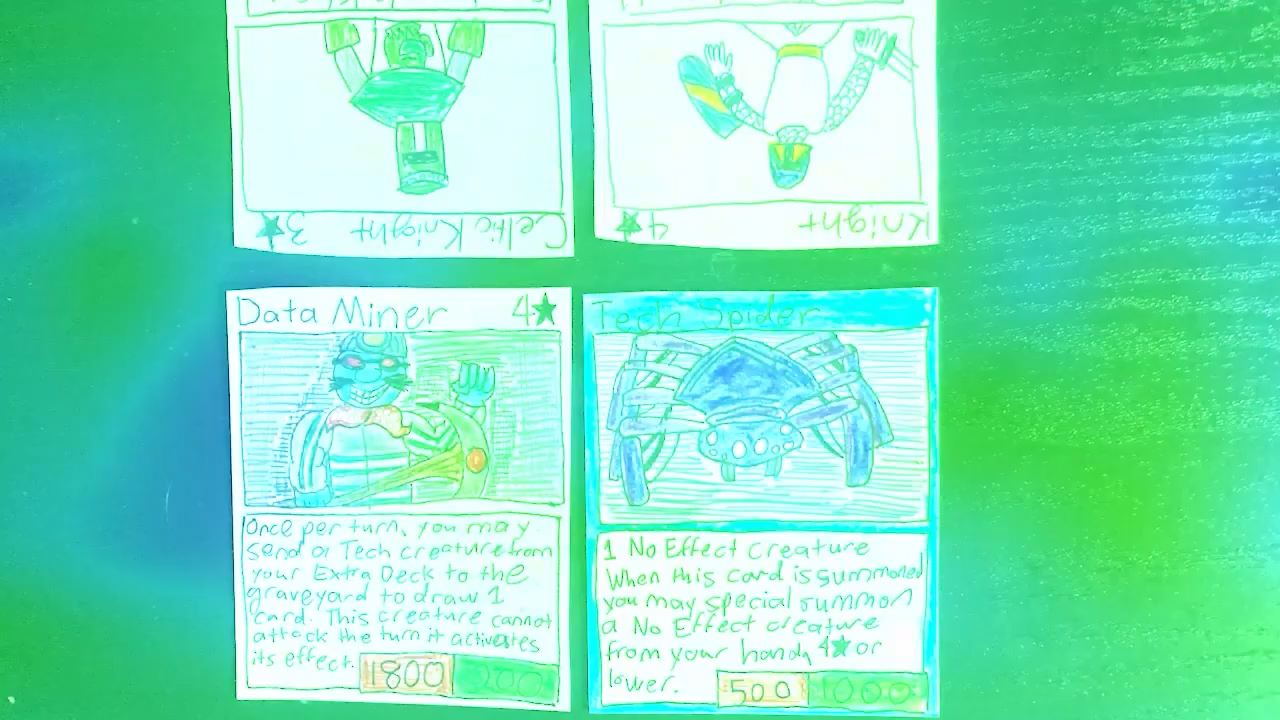 Celtic Knight 3★
Knight 4★
Data Miner 4★
Once per turn, you may
send a Tech creature from
your Extra Deck to the
graveyard to draw 1
card. This creature cannot
attack the turn it activates
its effect.
1800 200
Tech Spider
1 No Effect creature
When this card is summoned
you may special summon
a No Effect creature
from your hand, 4★ or
lower.
500 1000